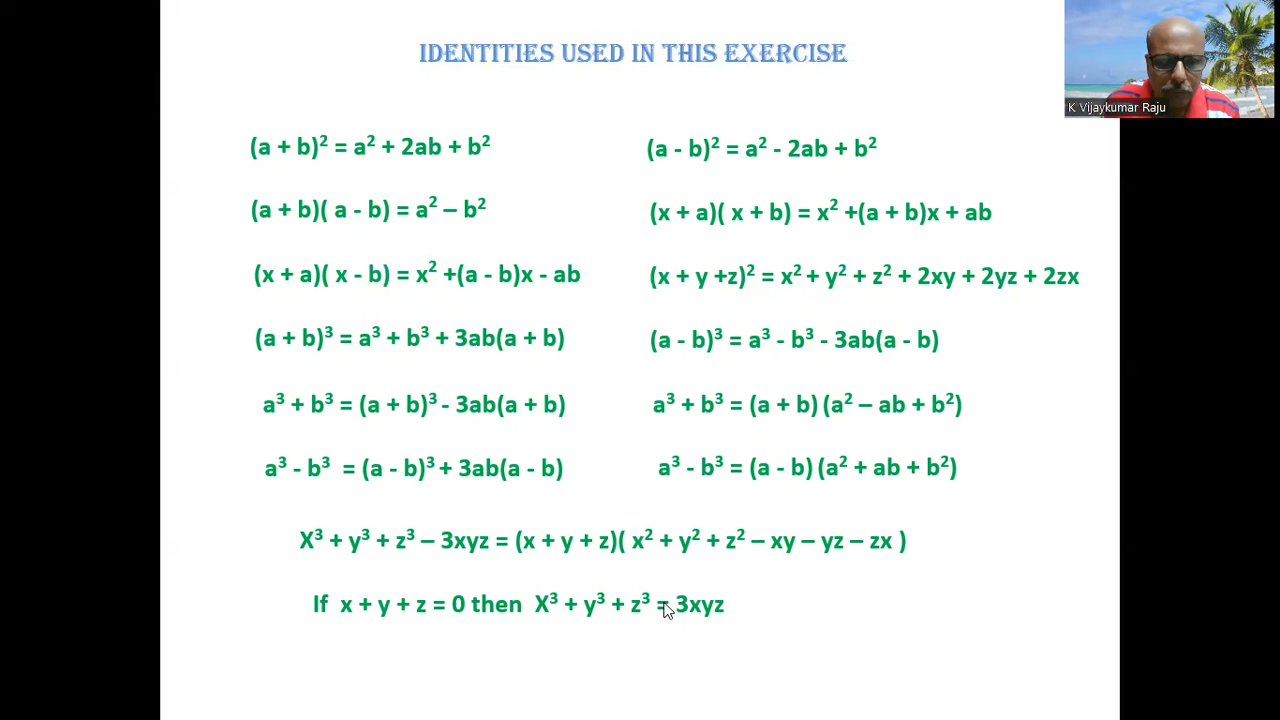 IDENTITIES USED IN THIS EXERCISE
K Vijaykumar Raju
(a + b)² = a² + 2ab + b²
(a - b)² = a² - 2ab + b²
(a + b)( a - b) = a² – b²
(x + a)( x + b) = x² +(a + b)x + ab
(x + a)( x - b) = x² +(a - b)x - ab
(x + y +z)² = x² + y² + z² + 2xy + 2yz + 2zx
(a + b)³ = a³ + b³ + 3ab(a + b)
(a - b)³ = a³ - b³ - 3ab(a - b)
a³ + b³ = (a + b)³ - 3ab(a + b)
a³ + b³ = (a + b) (a² – ab + b²)
a³ - b³ = (a - b)³ + 3ab(a - b)
a³ - b³ = (a - b) (a² + ab + b²)
X³ + y³ + z³ – 3xyz = (x + y + z)( x² + y² + z² – xy – yz – zx )
If x + y + z = 0 then X³ + y³ + z³ = 3xyz